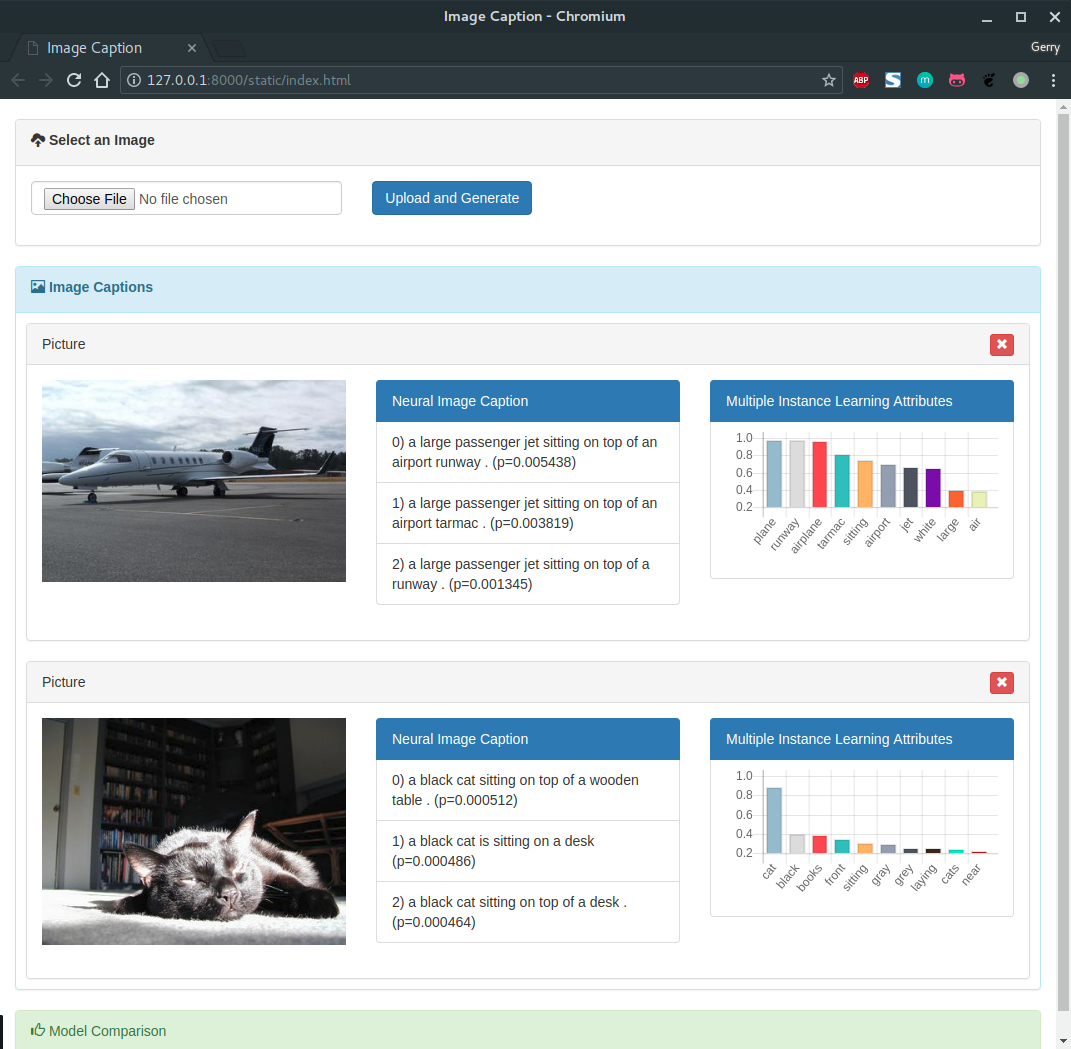 Image Caption - Chromium
Image Caption
Gerry
127.0.0.1:8000/static/index.html
ABP
S
m
Select an Image
Choose File No file chosen
Upload and Generate
Image Captions
Picture
Neural Image Caption
0) a large passenger jet sitting on top of an
airport runway . (p=0.005438)
1) a large passenger jet sitting on top of an
airport tarmac . (p=0.003819)
2) a large passenger jet sitting on top of a
runway . (p=0.001345)
Multiple Instance Learning Attributes
1.0
0.8
0.6
0.4
0.2
plane
runway
airplane
tarmac
sitting
airport
jet
white
large
air
Picture
Neural Image Caption
0) a black cat sitting on top of a wooden
table . (p=0.000512)
1) a black cat is sitting on a desk
(p=0.000486)
2) a black cat sitting on top of a desk .
(p=0.000464)
Multiple Instance Learning Attributes
1.0
0.8
0.6
0.4
0.2
cat
black
books
front
sitting
gray
grey
laying
cats
near
Model Comparison